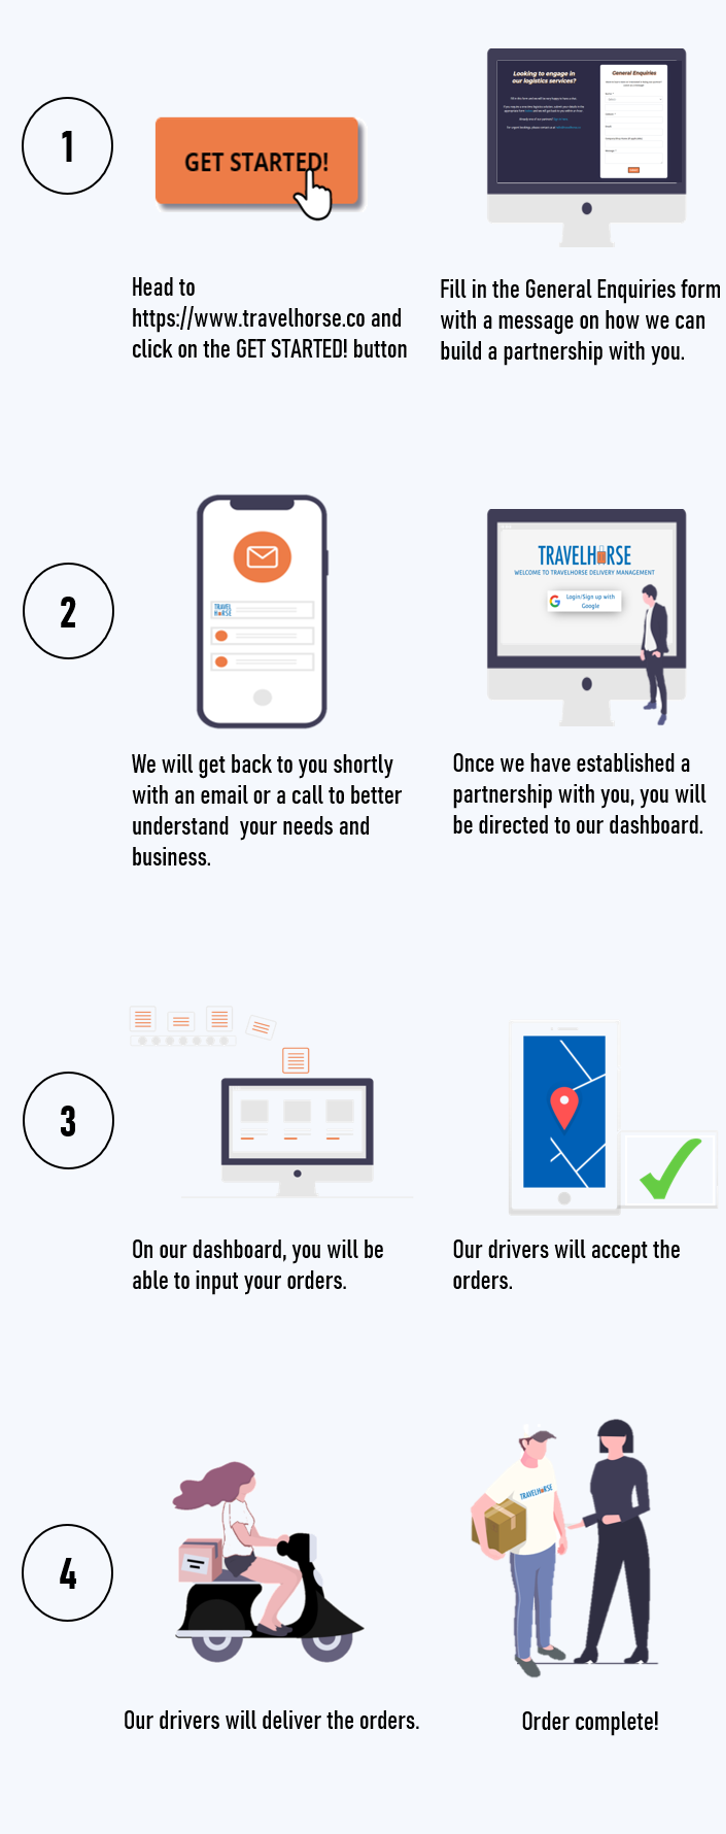 1
GET STARTED!
Looking to engage in
our logistics services?
General Enquiries
Head to
https://www.travelhorse.co and
click on the GET STARTED! button
Fill in the General Enquiries form
with a message on how we can
build a partnership with you.
2
TRAVEL
HORSE
TRAVELHORSE
WELCOME TO TRAVELHORSE DELIVERY MANAGEMENT
Login/Sign up with
Google
We will get back to you shortly
with an email or a call to better
understand  your needs and
business.
Once we have established a
partnership with you, you will
be directed to our dashboard.
3
On our dashboard, you will be
able to input your orders.
Our drivers will accept the
orders.
4
TRAVELHORSE
Our drivers will deliver the orders.
Order complete!